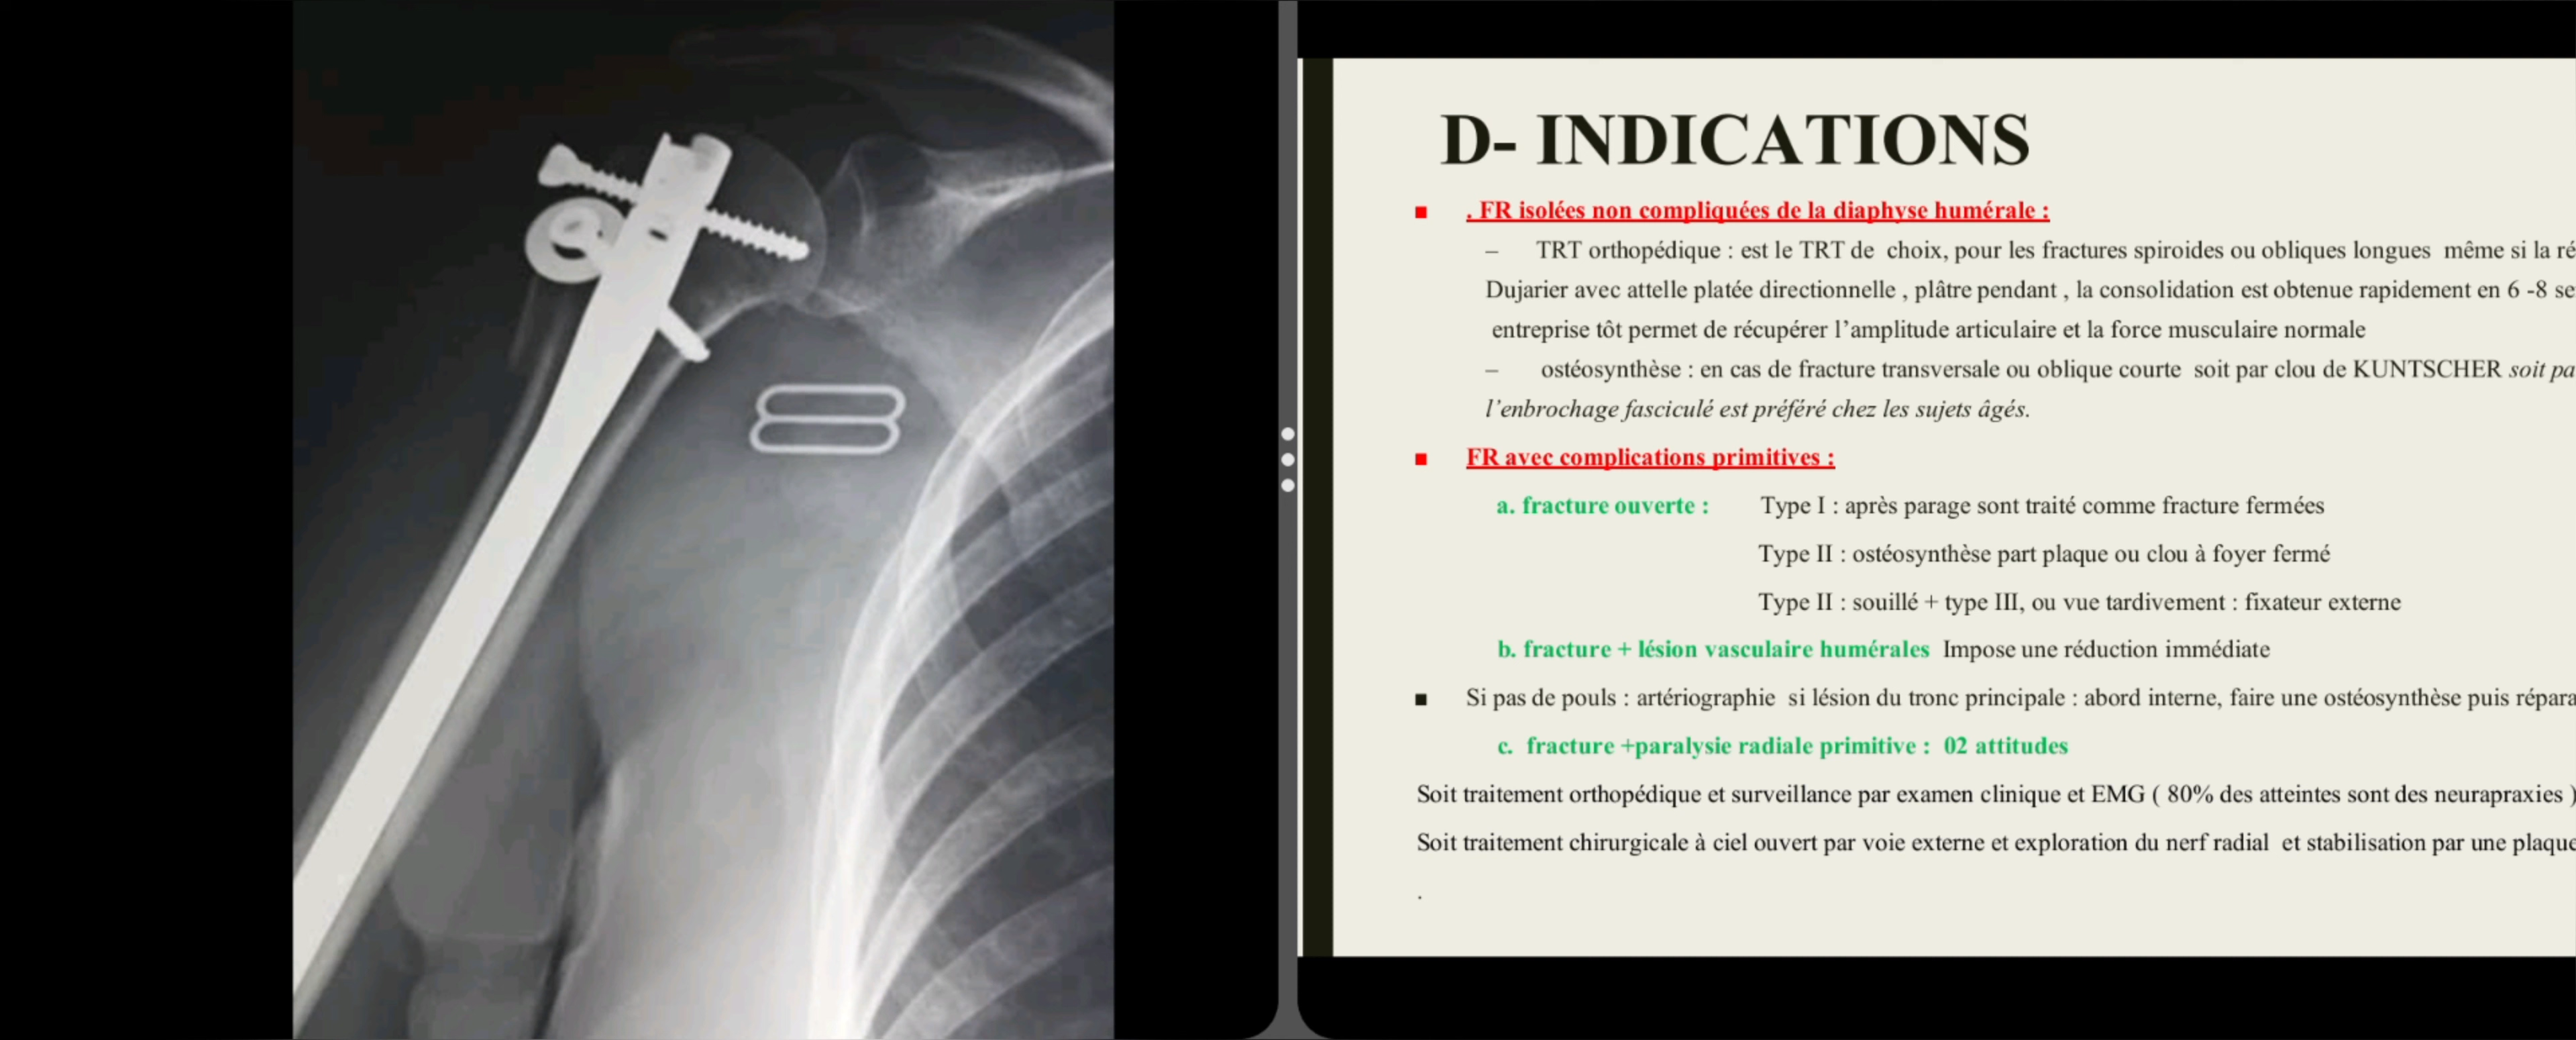 D- INDICATIONS
. FR isolées non compliquées de la diaphyse humérale :
– TRT orthopédique : est le TRT de choix, pour les fractures spiroides ou obliques longues même si la ré
Dujarier avec attelle platée directionnelle , plâtre pendant , la consolidation est obtenue rapidement en 6 -8 se
entreprise tôt permet de récupérer l’amplitude articulaire et la force musculaire normale
– ostéosynthèse : en cas de fracture transversale ou oblique courte soit par clou de KUNTSCHER soit pa
l’enbrochage fasciculé est préféré chez les sujets âgés.
FR avec complications primitives :
a. fracture ouverte : Type I : après parage sont traité comme fracture fermées
Type II : ostéosynthèse part plaque ou clou à foyer fermé
Type II : souillé + type III, ou vue tardivement : fixateur externe
b. fracture + lésion vasculaire humérales Impose une réduction immédiate
Si pas de pouls : artériographie si lésion du tronc principale : abord interne, faire une ostéosynthèse puis répara
c. fracture +paralysie radiale primitive : 02 attitudes
Soit traitement orthopédique et surveillance par examen clinique et EMG ( 80% des atteintes sont des neurapraxies )
Soit traitement chirurgicale à ciel ouvert par voie externe et exploration du nerf radial et stabilisation par une plaque
.